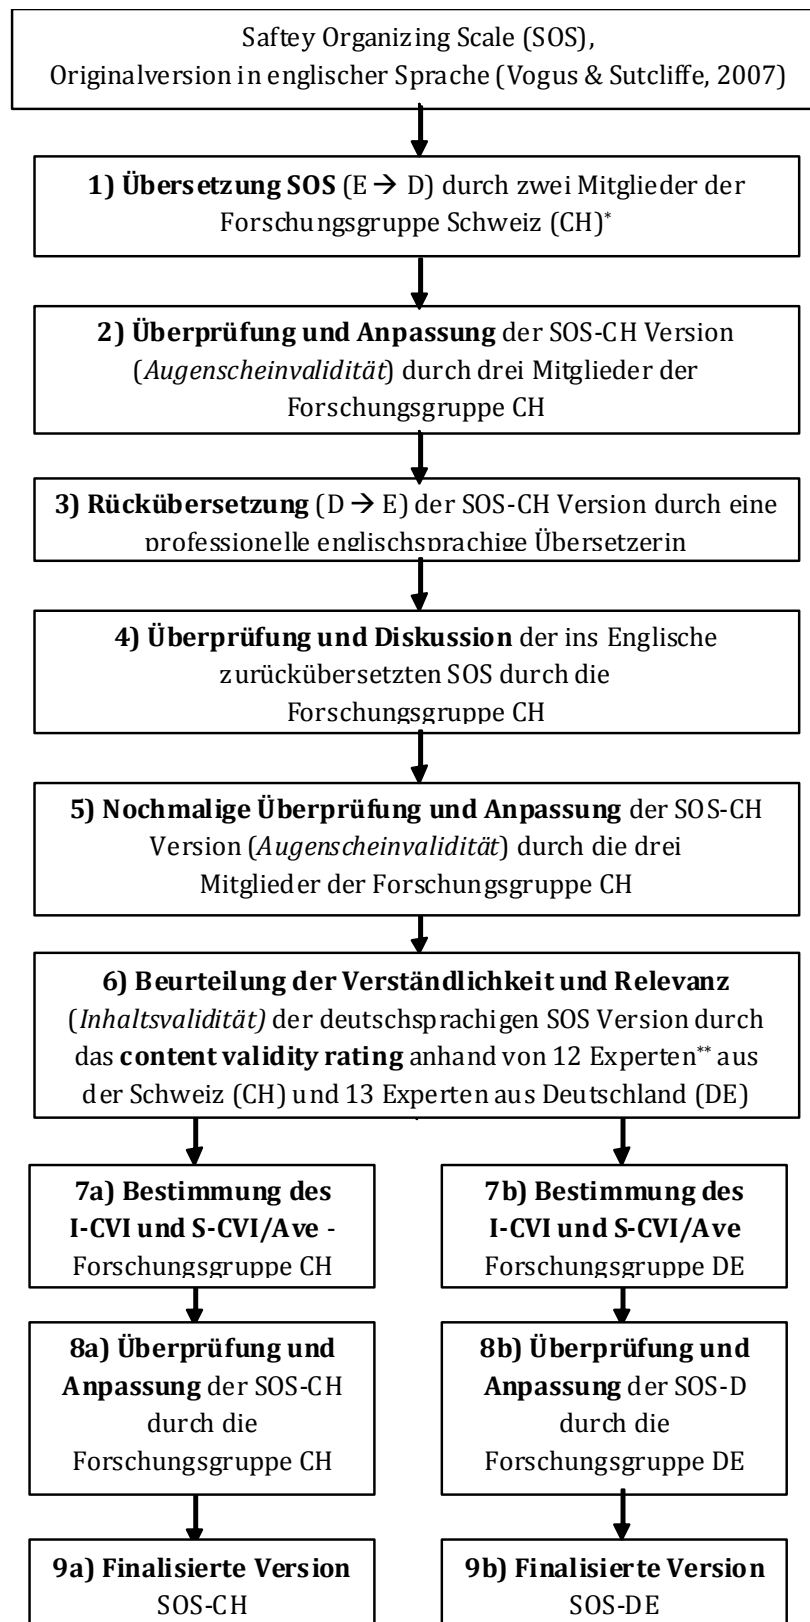 Saftey Organizing Scale (SOS),
Originalversion in englischer Sprache (Vogus & Sutcliffe, 2007)
1) Übersetzung SOS (E → D) durch zwei Mitglieder der
Forschungsgruppe Schweiz (CH)*
2) Überprüfung und Anpassung der SOS-CH Version
(Augenscheinvalidität) durch drei Mitglieder der
Forschungsgruppe CH
3) Rückübersetzung (D → E) der SOS-CH Version durch eine
professionelle englischsprachige Übersetzerin
4) Überprüfung und Diskussion der ins Englische
zurückübersetzten SOS durch die
Forschungsgruppe CH
5) Nochmalige Überprüfung und Anpassung der SOS-CH
Version (Augenscheinvalidität) durch die drei
Mitglieder der Forschungsgruppe CH
6) Beurteilung der Verständlichkeit und Relevanz
(Inhaltsvalidität) der deutschsprachigen SOS Version durch
das content validity rating anhand von 12 Experten** aus
der Schweiz (CH) und 13 Experten aus Deutschland (DE)
7a) Bestimmung des
I-CVI und S-CVI/Ave -
Forschungsgruppe CH
7b) Bestimmung des
I-CVI und S-CVI/Ave
Forschungsgruppe DE
8a) Überprüfung und
Anpassung der SOS-CH
durch die
Forschungsgruppe CH
8b) Überprüfung und
Anpassung der SOS-D
durch die
Forschungsgruppe DE
9a) Finalisierte Version
SOS-CH
9b) Finalisierte Version
SOS-DE